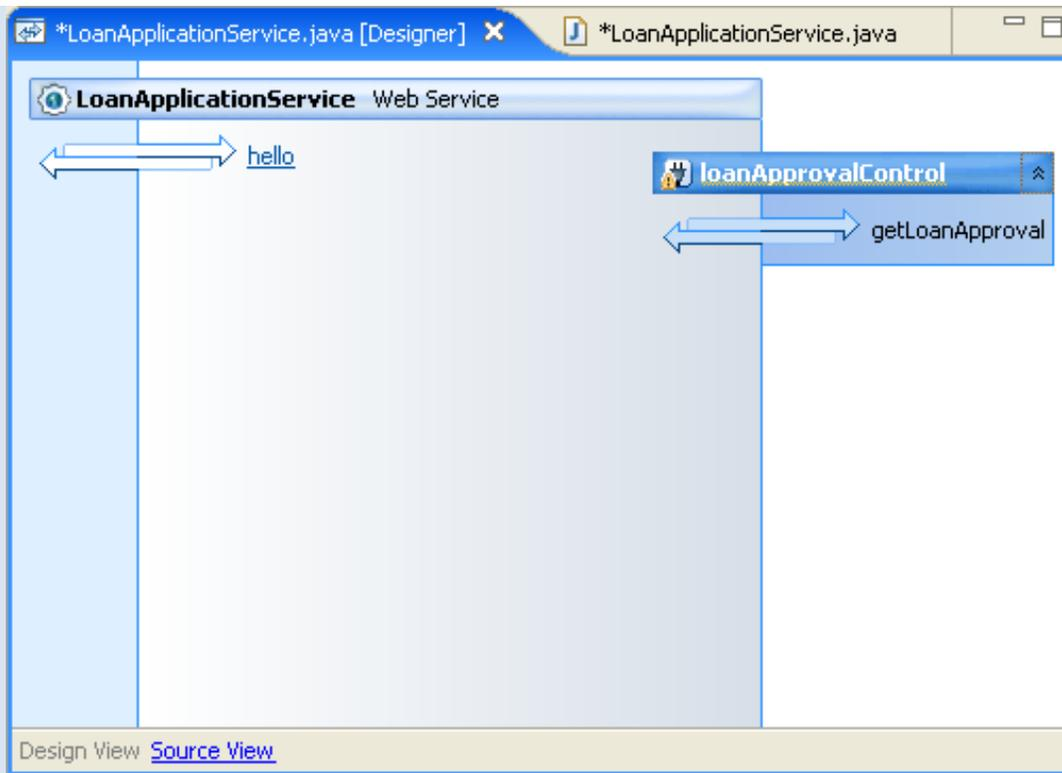 *LoanApplicationService.java [Designer]
*LoanApplicationService.java
LoanApplicationService Web Service
hello
loanApprovalControl
getLoanApproval
Design View Source View